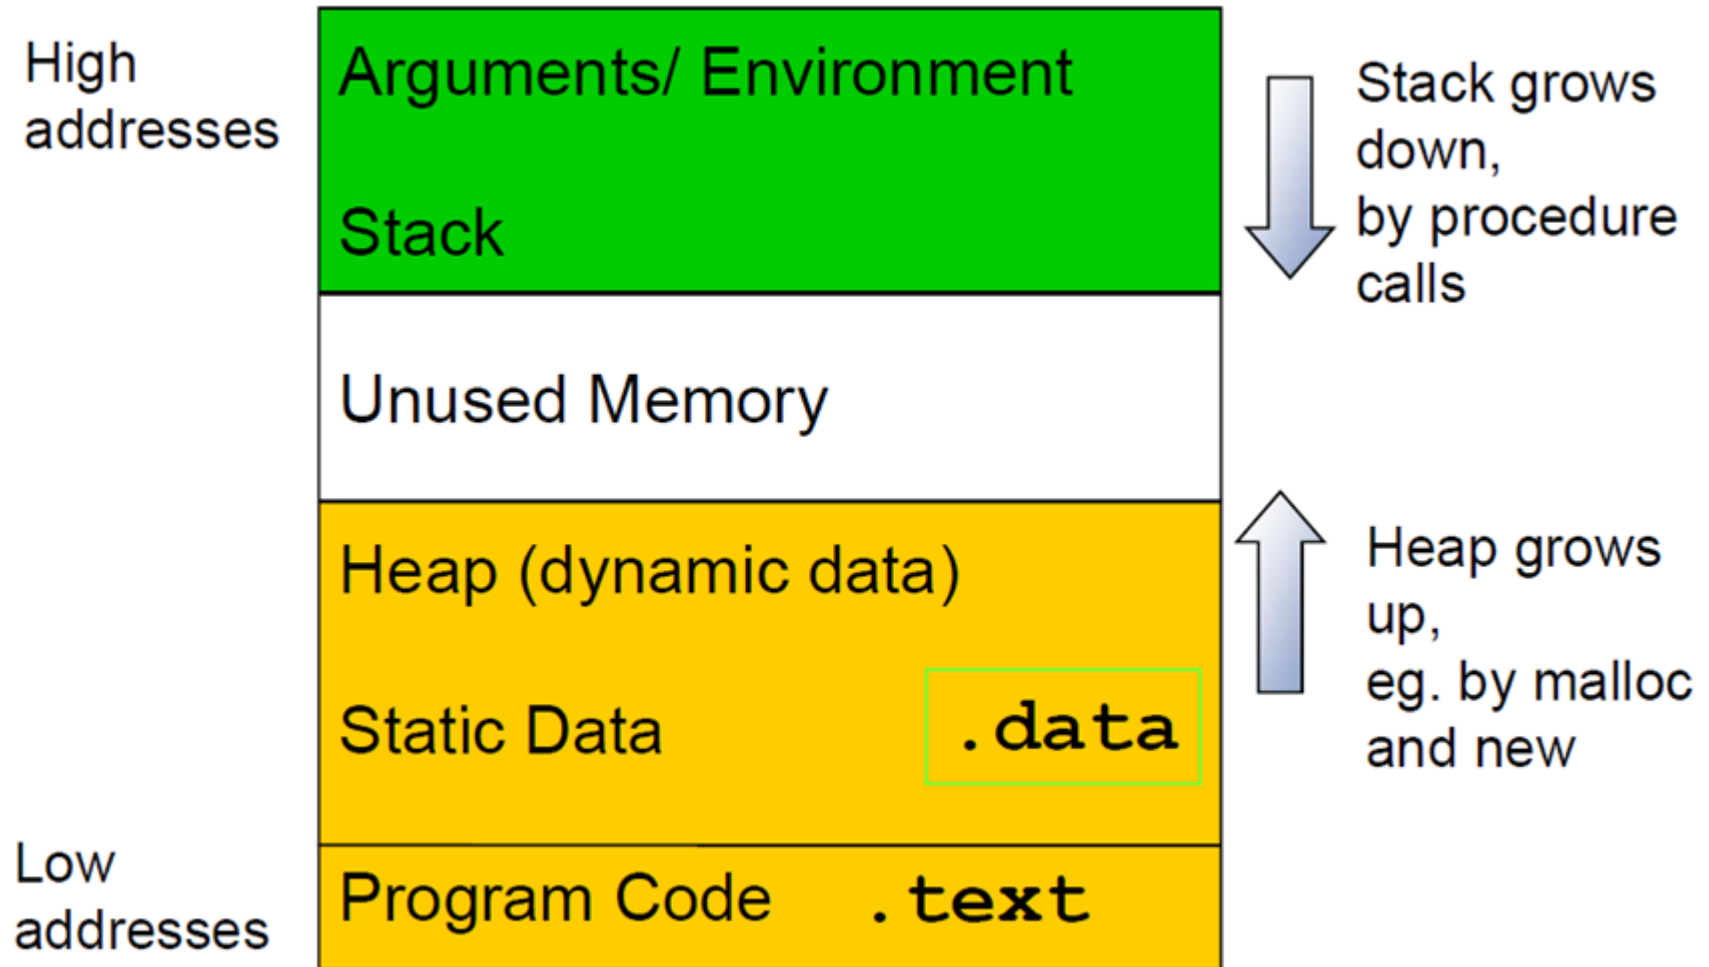 High
addresses
Arguments/ Environment
Stack grows
down,
by procedure
calls
Stack
Unused Memory
Heap (dynamic data)
Heap grows
up,
eg. by malloc
and new
Static Data
.data
Low
addresses
Program Code .text